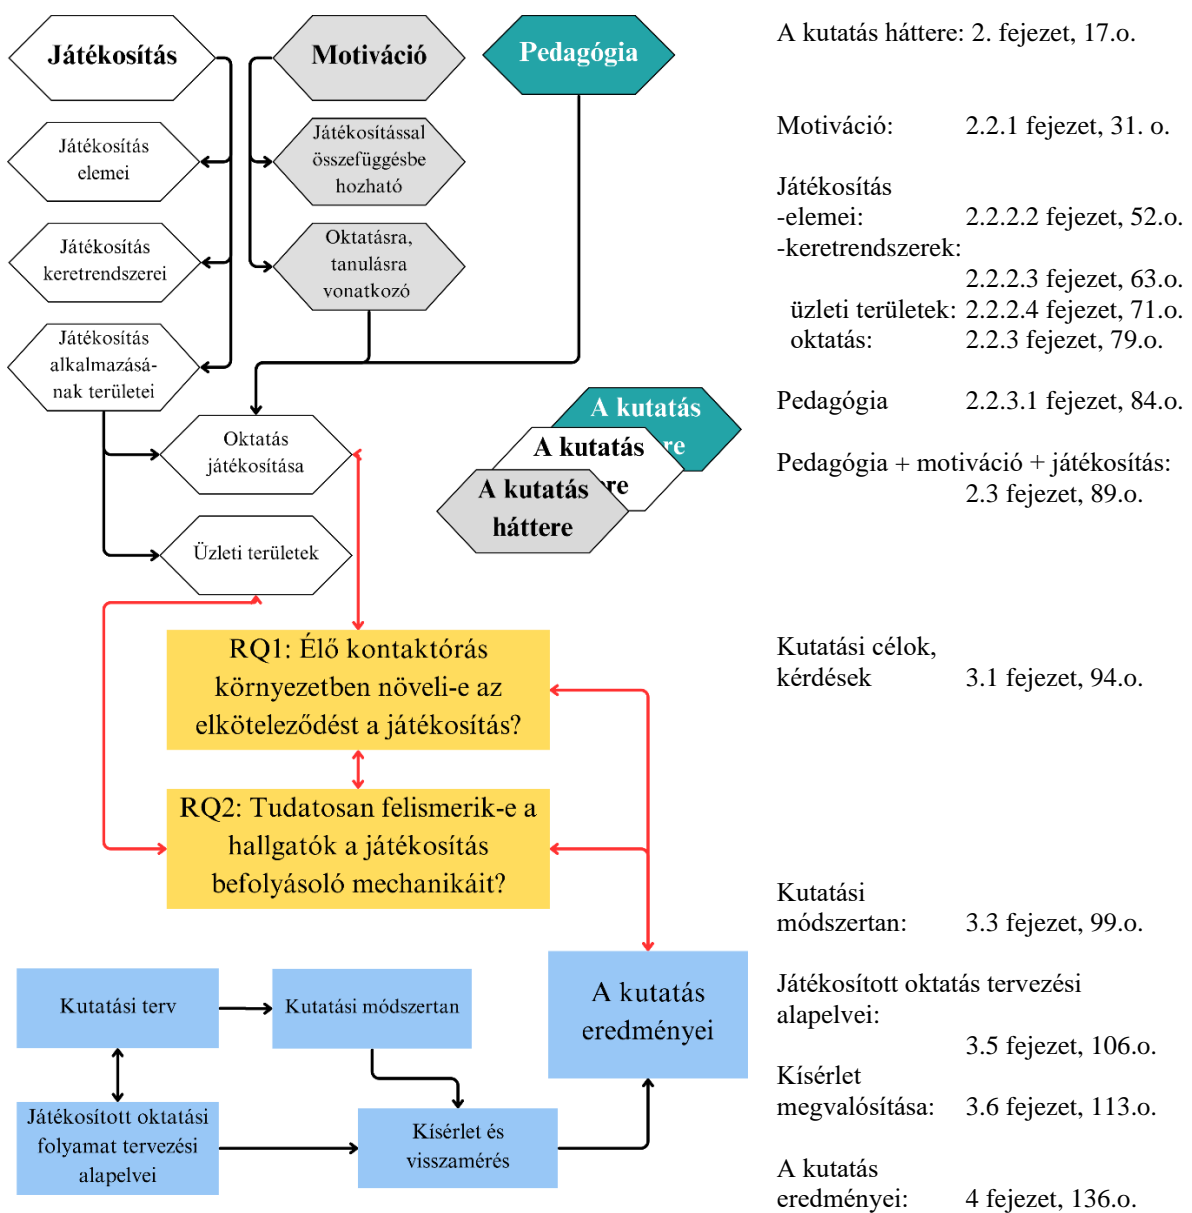 Játékosítás
Motiváció
Pedagógia
Játékosítás
elemei
Játékosítással
összefüggésbe
hozható
Játékosítás
keretrendszerei
Oktatásra,
tanulásra
vonatkozó
Játékosítás
alkalmazásá-
nak területei
Oktatás
játékosítása
Üzleti területek
A kutatás
re
A kutatás
re
A kutatás
háttere
RQ1: Élő kontaktórás
környezetben növeli-e az
elköteleződést a játékosítás?
RQ2: Tudatosan felismerik-e a
hallgatók a játékosítás
befolyásoló mechanikáit?
Kutatási terv
Kutatási módszertan
A kutatás
eredményei
Játékosított oktatási
folyamat tervezési
alapelvei
Kísérlet és
visszamérés
A kutatás háttere: 2. fejezet, 17.o.
Motiváció: 2.2.1 fejezet, 31. o.
Játékosítás
-elemei: 2.2.2.2 fejezet, 52.o.
-keretrendszerek:
2.2.2.3 fejezet, 63.o.
üzleti területek: 2.2.2.4 fejezet, 71.o.
oktatás: 2.2.3 fejezet, 79.o.
Pedagógia 2.2.3.1 fejezet, 84.o.
Pedagógia + motiváció + játékosítás:
2.3 fejezet, 89.o.
Kutatási célok,
kérdések 3.1 fejezet, 94.o.
Kutatási
módszertan: 3.3 fejezet, 99.o.
Játékosított oktatás tervezési
alapelvei:
3.5 fejezet, 106.o.
Kísérlet
megvalósítása: 3.6 fejezet, 113.o.
A kutatás
eredményei: 4 fejezet, 136.o.